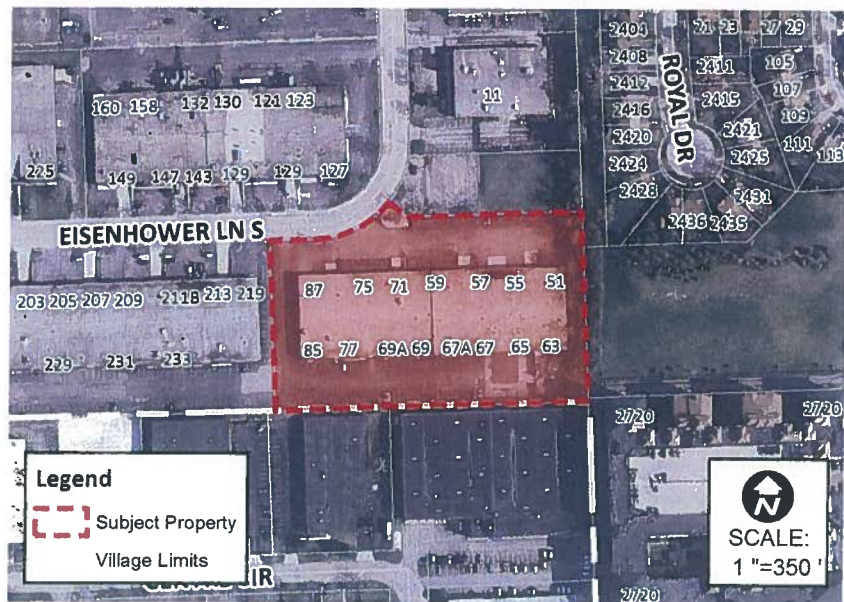 2404 21 23 27 29
2408 2411 105
2412 107
2416 2415 109
2420 2421 111
2424 2425 113
2428 2431
2436 2435
ROYAL DR
11
160 158 132 130 121 123
225 149 147 143 129 129 127
EISENHOWER LN S
203 205 207 209 211B 213 219
229 231 233
87 75 71 59 57 55 51
85 77 69A 69 67A 67 65 63
2720 2720
Legend
Subject Property
Village Limits
CIR
N
SCALE:
1 "=350 '
2720